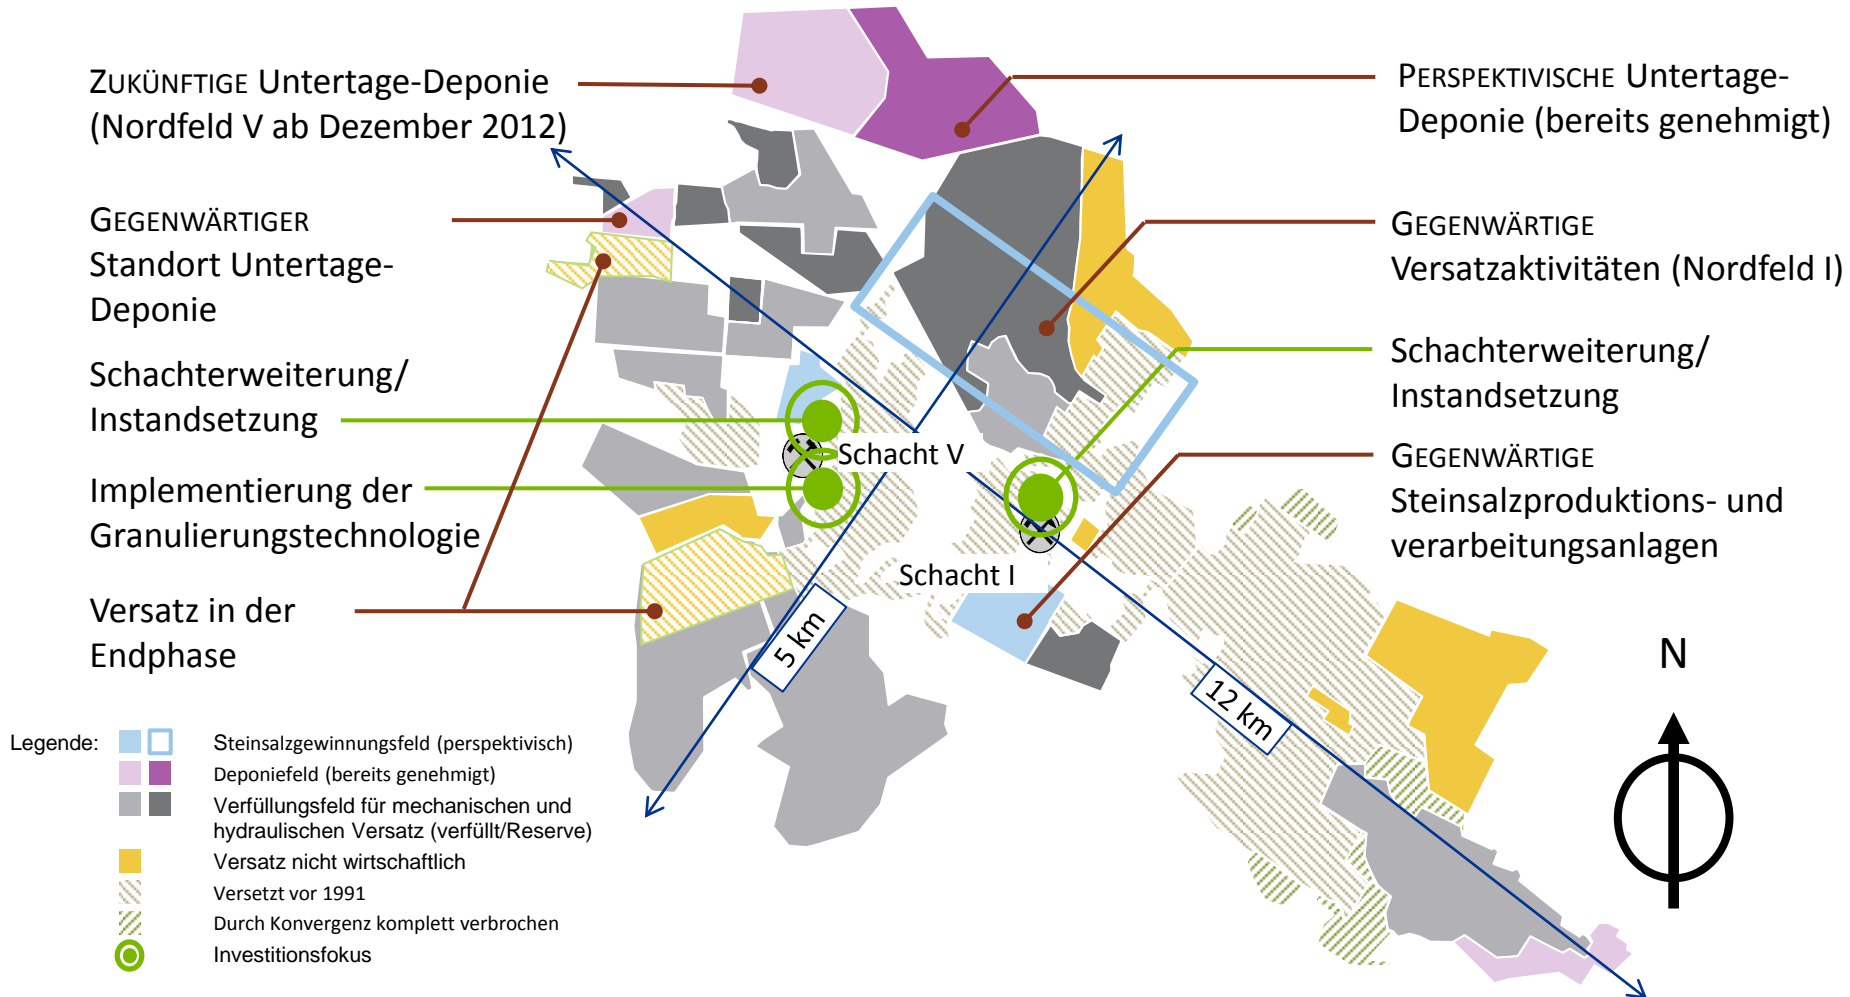 ZUKÜNFTIGE Untertage-Deponie
(Nordfeld V ab Dezember 2012)
GEGENWÄRTIGER
Standort Untertage-
Deponie
Schachterweiterung/
Instandsetzung
Implementierung der
Granulierungstechnologie
Versatz in der
Endphase
PERSPEKTIVISCHE Untertage-
Deponie (bereits genehmigt)
GEGENWÄRTIGE
Versatzaktivitäten (Nordfeld I)
Schachterweiterung/
Instandsetzung
GEGENWÄRTIGE
Steinsalzproduktions- und
verarbeitungsanlagen
Schacht V
Schacht I
5 km
12 km
N
Legende:
Steinsalzgewinnungsfeld (perspektivisch)
Deponiefeld (bereits genehmigt)
Verfüllungsfeld für mechanischen und
hydraulischen Versatz (verfüllt/Reserve)
Versatz nicht wirtschaftlich
Versetzt vor 1991
Durch Konvergenz komplett verbrochen
Investitionsfokus